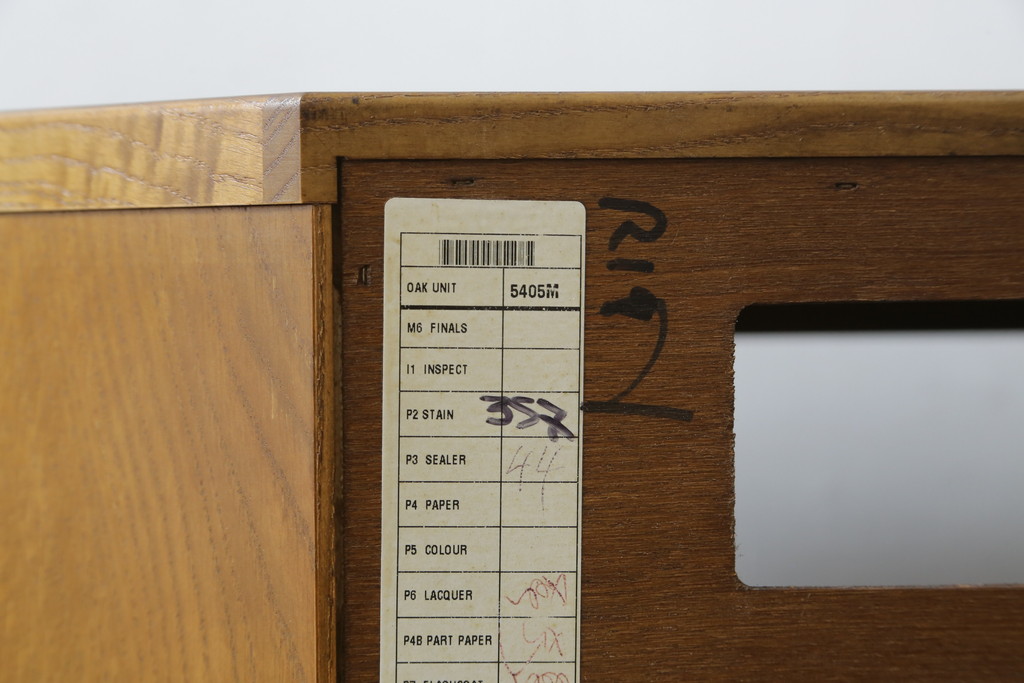 OAK UNIT 5405M
M6 FINALS
I1 INSPECT
P2 STAIN 357
P3 SEALER 44
P4 PAPER
P5 COLOUR
P6 LACQUER
P4B PART PAPER